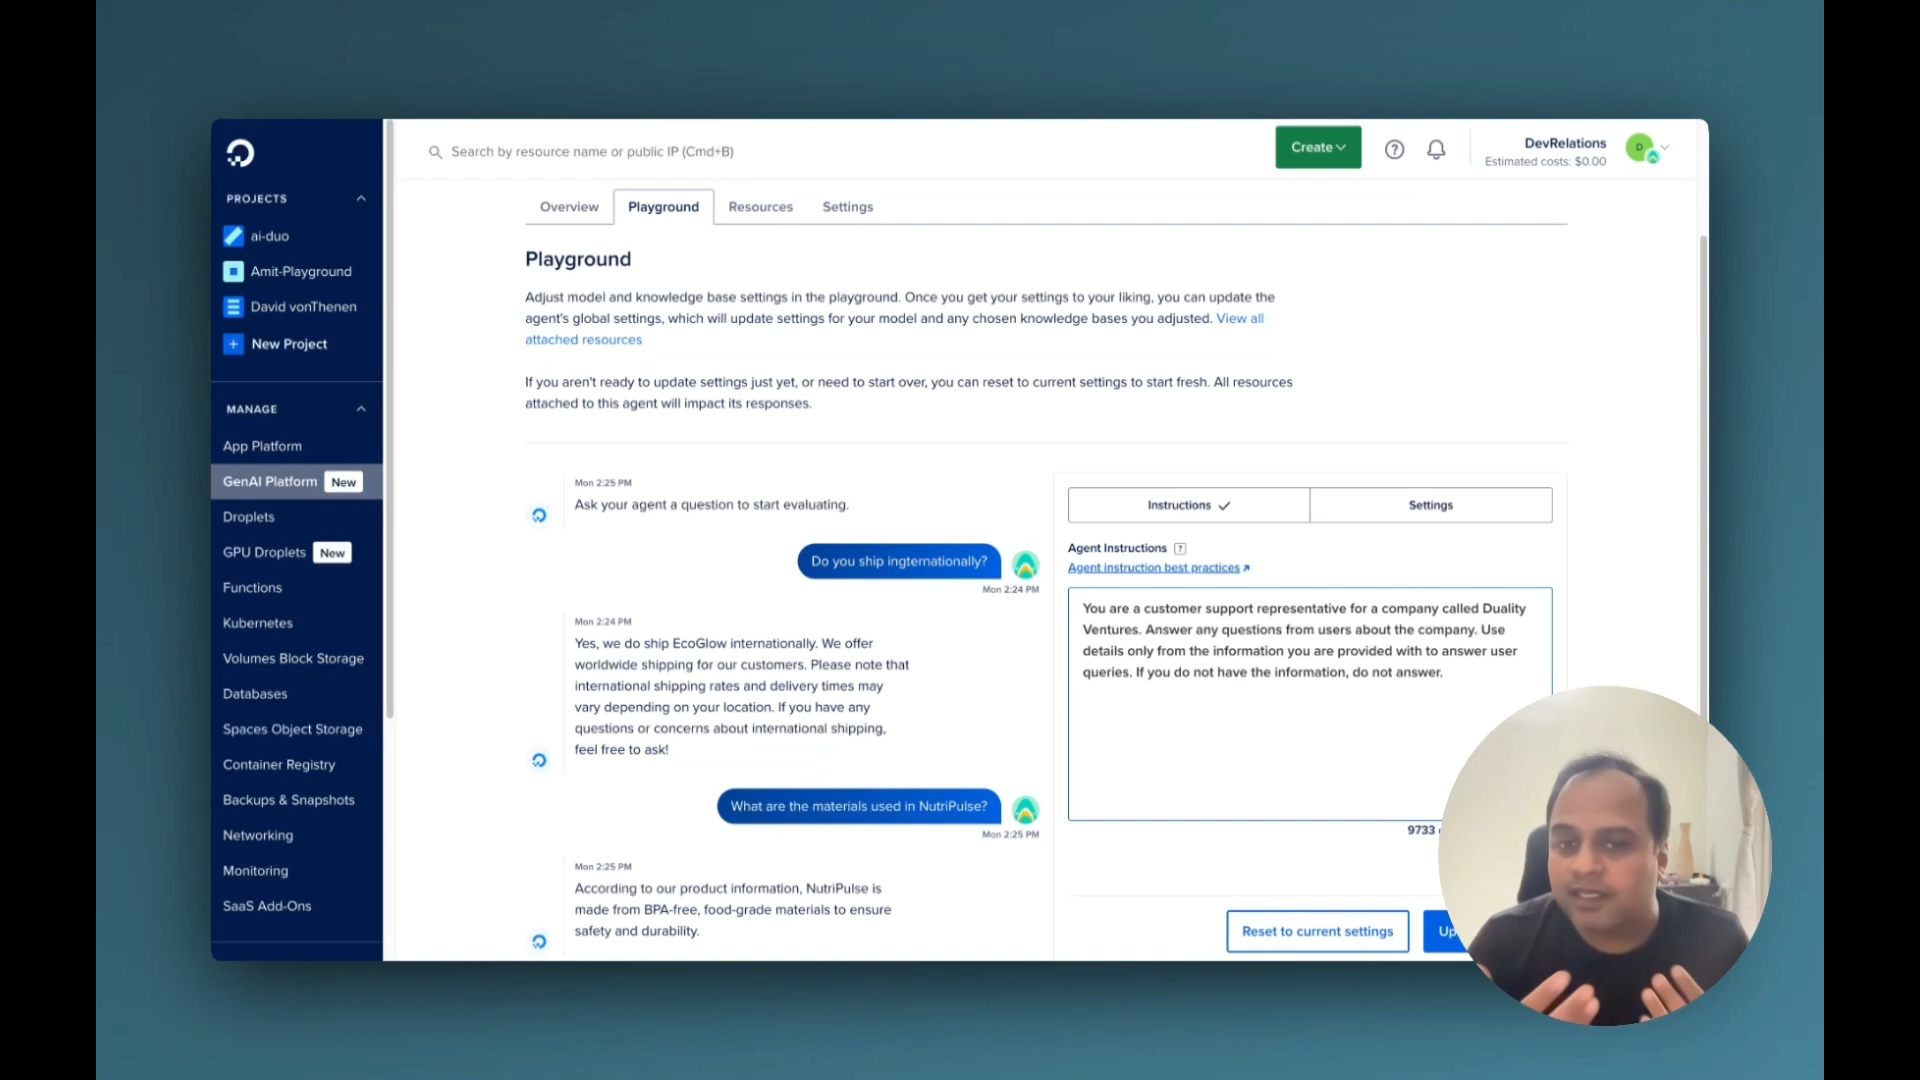 Search by resource name or public IP (Cmd+B)
Create
DevRelations
Estimated costs: $0.00
D
PROJECTS
ai-duo
Amit-Playground
David vonThenen
New Project
MANAGE
App Platform
GenAI Platform New
Droplets
GPU Droplets New
Functions
Kubernetes
Volumes Block Storage
Databases
Spaces Object Storage
Container Registry
Backups & Snapshots
Networking
Monitoring
SaaS Add-Ons
Overview
Playground
Resources
Settings
Playground
Adjust model and knowledge base settings in the playground. Once you get your settings to your liking, you can update the
agent's global settings, which will update settings for your model and any chosen knowledge bases you adjusted. View all
attached resources
If you aren't ready to update settings just yet, or need to start over, you can reset to current settings to start fresh. All resources
attached to this agent will impact its responses.
Mon 2:25 PM
Ask your agent a question to start evaluating.
Do you ship ingternationally?
Mon 2:24 PM
Mon 2:24 PM
Yes, we do ship EcoGlow internationally. We offer
worldwide shipping for our customers. Please note that
international shipping rates and delivery times may
vary depending on your location. If you have any
questions or concerns about international shipping,
feel free to ask!
What are the materials used in NutriPulse?
Mon 2:25 PM
Mon 2:25 PM
According to our product information, NutriPulse is
made from BPA-free, food-grade materials to ensure
safety and durability.
Instructions
Settings
Agent Instructions ?
Agent instruction best practices
You are a customer support representative for a company called Duality
Ventures. Answer any questions from users about the company. Use
details only from the information you are provided with to answer user
queries. If you do not have the information, do not answer.
9733
Reset to current settings
Up